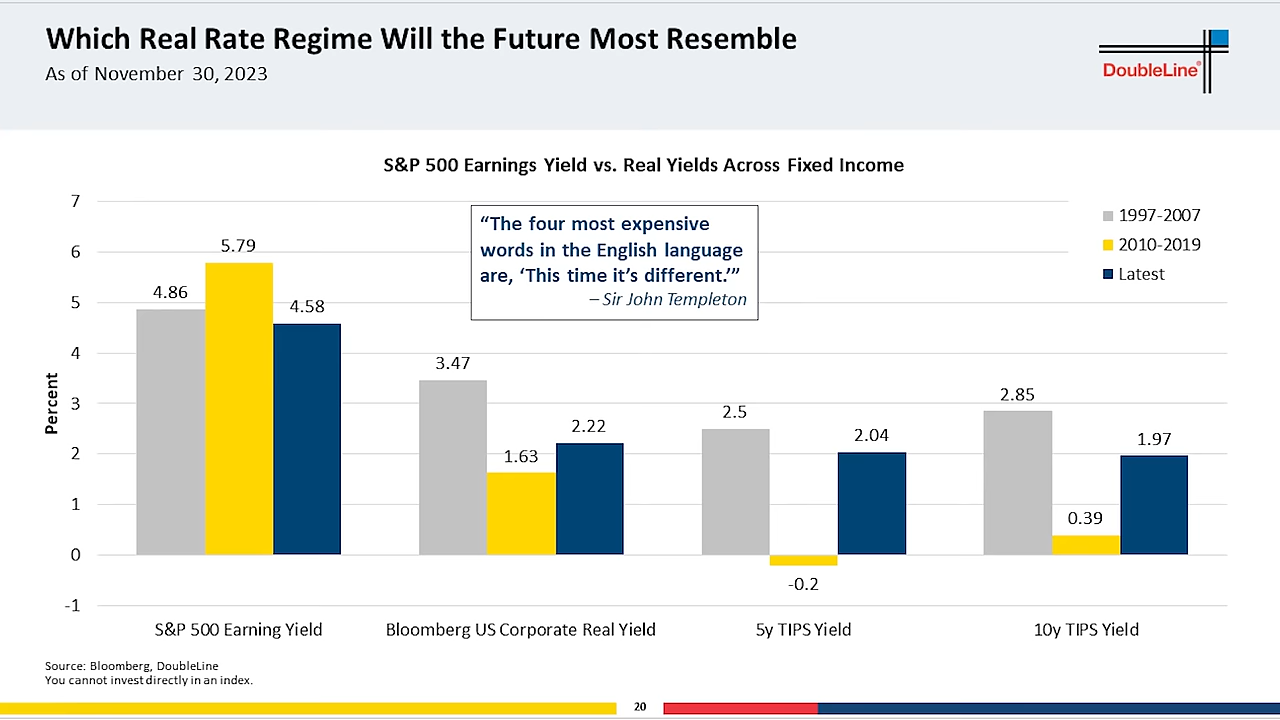 Which Real Rate Regime Will the Future Most Resemble
As of November 30, 2023
DoubleLine®
S&P 500 Earnings Yield vs. Real Yields Across Fixed Income
“The four most expensive
words in the English language
are, ‘This time it’s different.’”
– Sir John Templeton
1997-2007
2010-2019
Latest
Percent
7
6
5
4
3
2
1
0
-1
4.86
5.79
4.58
3.47
1.63
2.22
2.5
-0.2
2.04
2.85
0.39
1.97
S&P 500 Earning Yield
Bloomberg US Corporate Real Yield
5y TIPS Yield
10y TIPS Yield
Source: Bloomberg, DoubleLine
You cannot invest directly in an index.
20